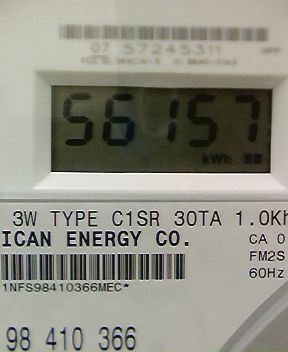 07 57245311
56157
kWh
3W TYPE C1SR 30TA 1.0Kh
ICAN ENERGY CO.
CA 0
FM2S
60Hz
1NFS98410366MEC*
98 410 366